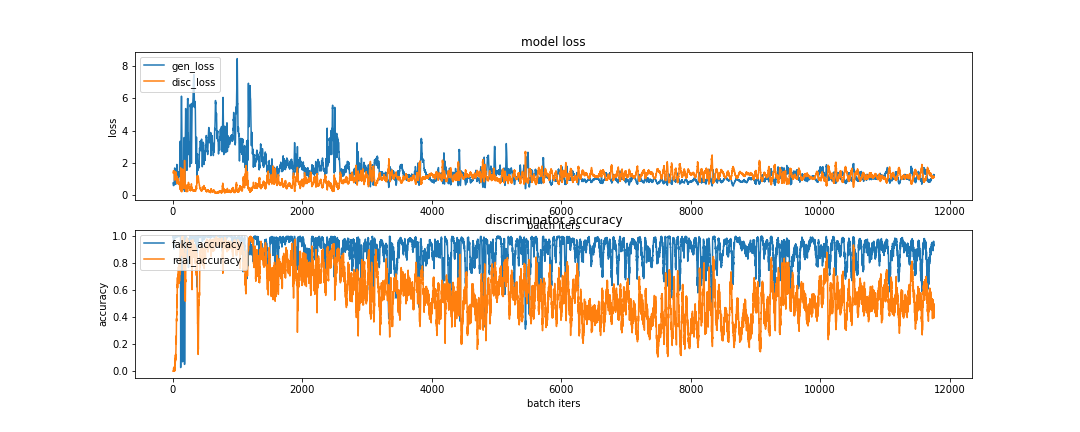 model loss
gen_loss
disc_loss
loss
8
6
4
2
0
0 2000 4000 6000 8000 10000 12000
batch iters
discriminator accuracy
fake_accuracy
real_accuracy
accuracy
1.0
0.8
0.6
0.4
0.2
0.0
0 2000 4000 6000 8000 10000 12000
batch iters